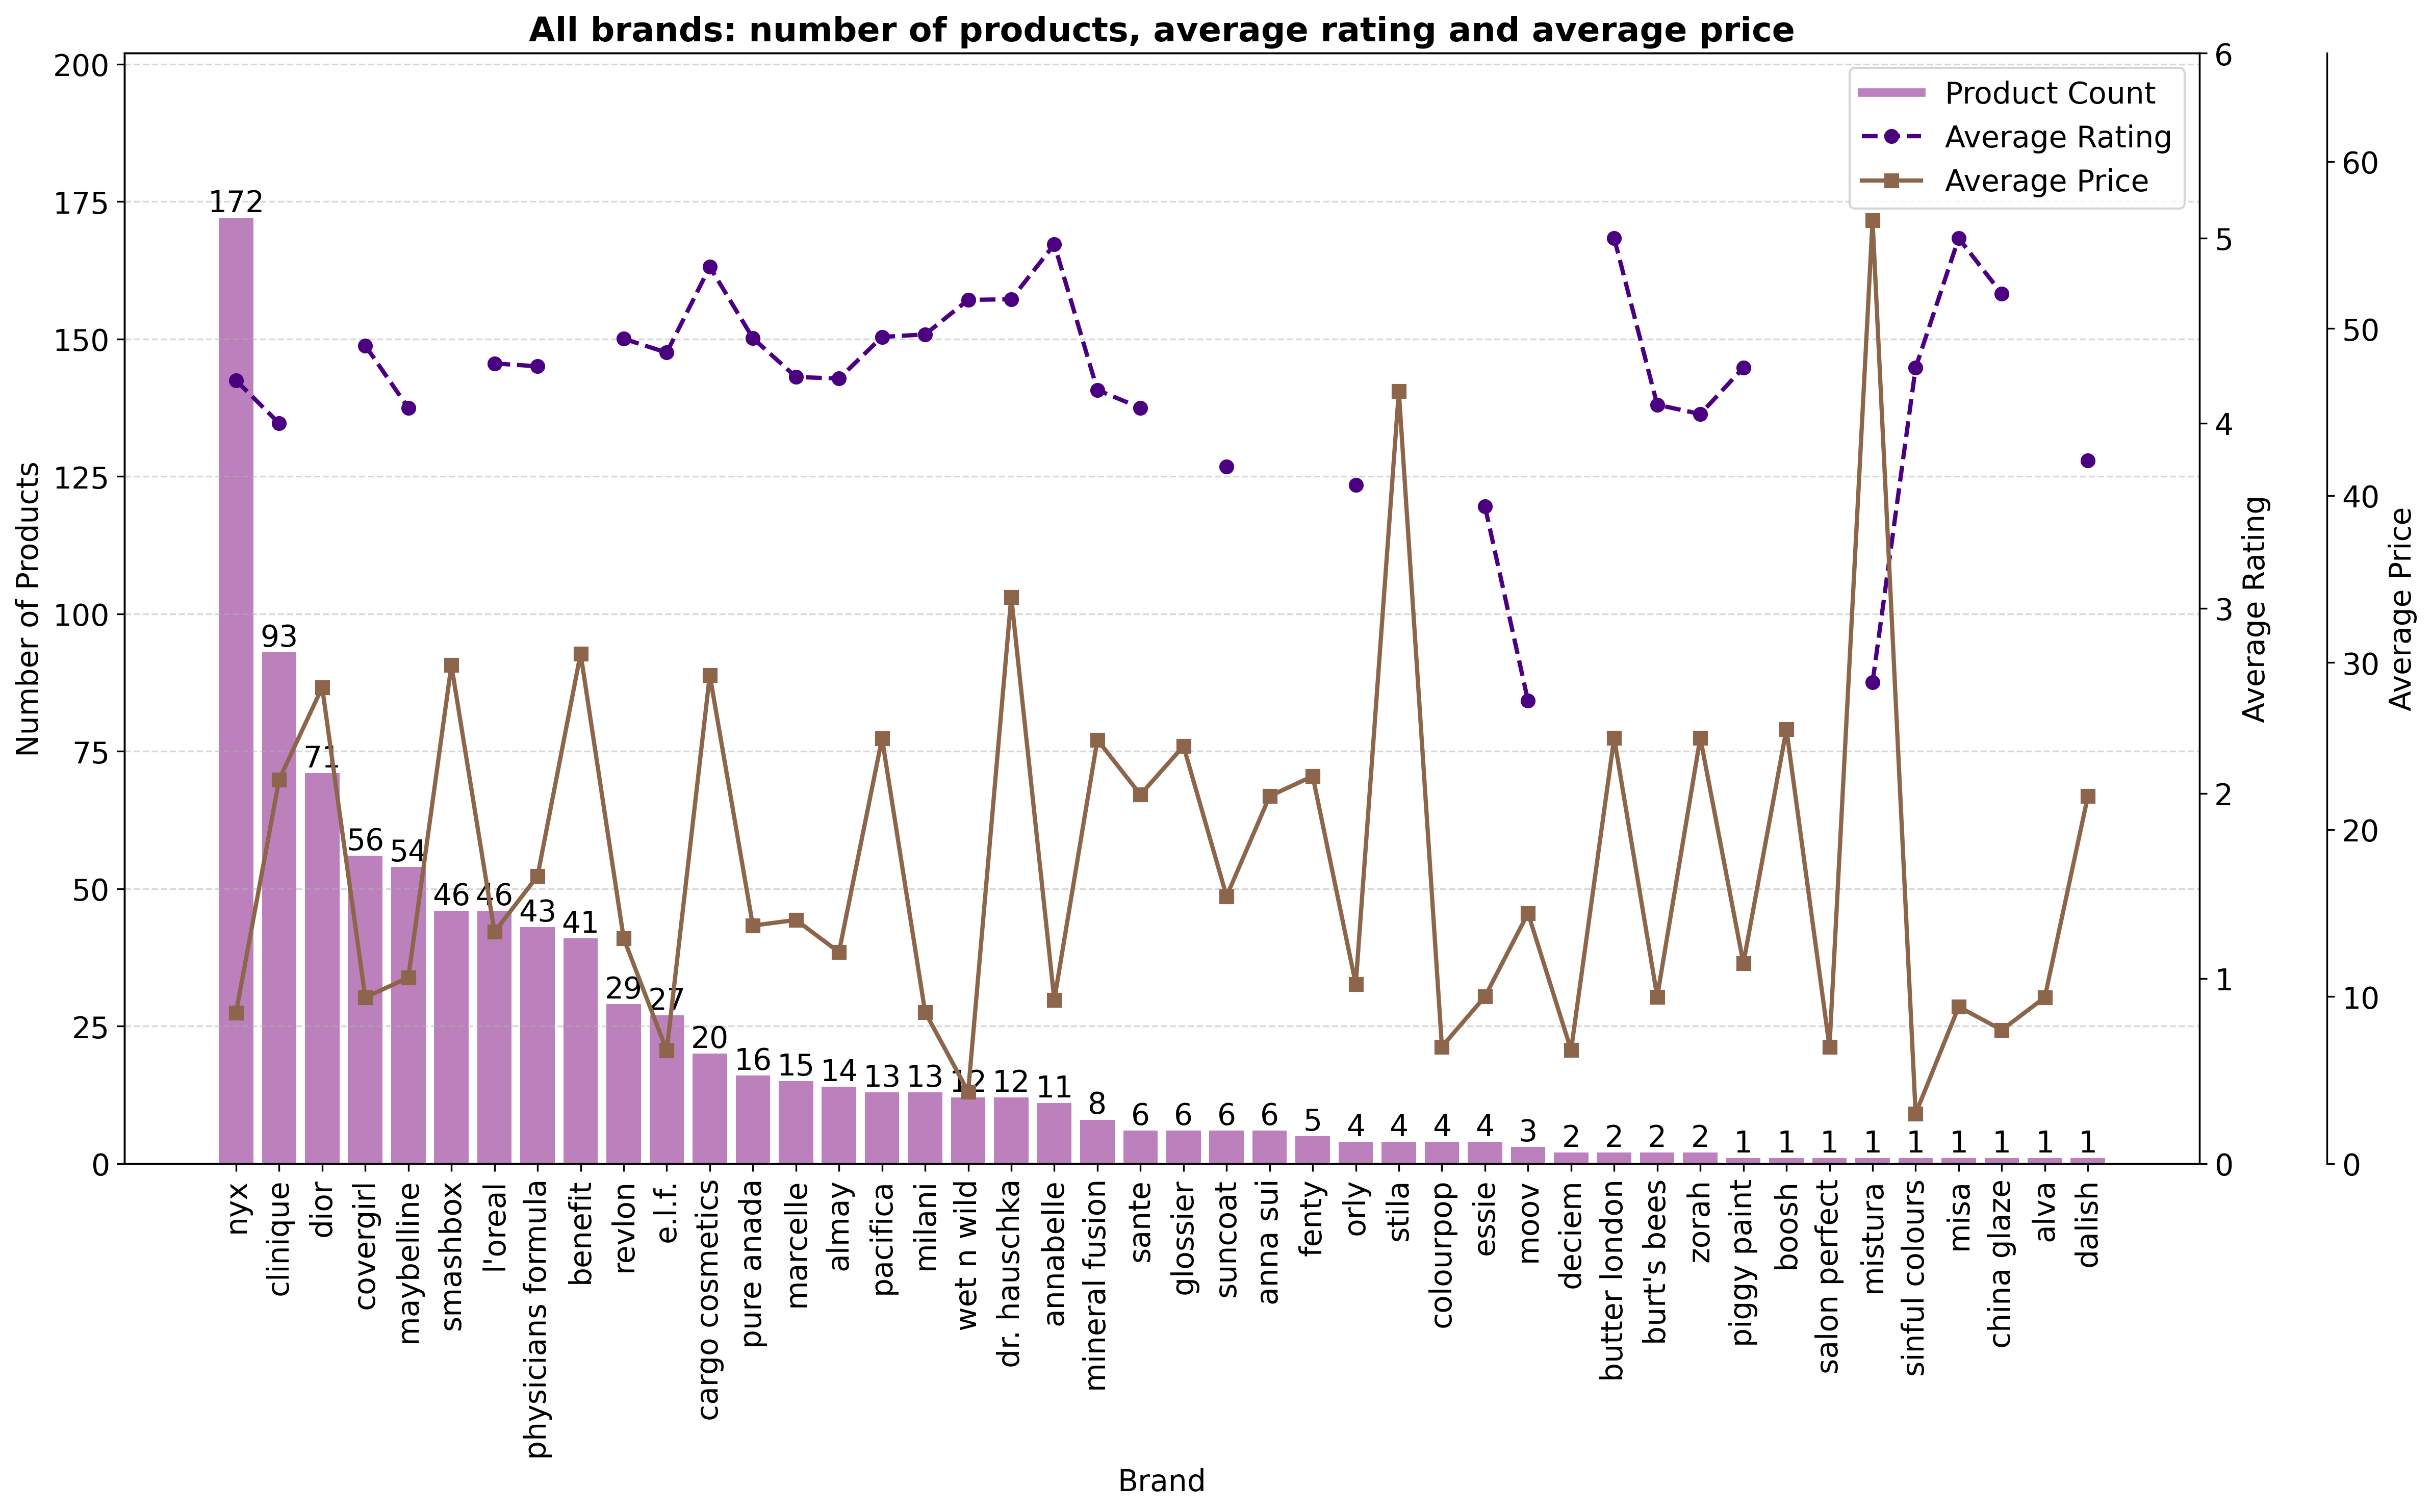 All brands: number of products, average rating and average price
Number of Products
200
175
150
125
100
75
50
25
0
172
93
71
56
54
46
46
43
41
29
27
20
16
15
14
13
13
12
12
11
8
6
6
6
6
5
4
4
4
4
3
2
2
2
2
1
1
1
1
1
1
1
1
1
Product Count
Average Rating
Average Price
6
5
4
3
2
1
0
Average Rating
60
50
40
30
20
10
0
Average Price
nyx
clinique
dior
covergirl
maybelline
smashbox
l'oreal
physicians formula
benefit
revlon
e.l.f.
cargo cosmetics
pure anada
marcelle
almay
pacifica
milani
wet n wild
dr. hauschka
annabelle
mineral fusion
sante
glossier
suncoat
anna sui
fenty
orly
stila
colourpop
essie
moov
deciem
butter london
burt's bees
zorah
piggy paint
boosh
salon perfect
mistura
sinful colours
misa
china glaze
alva
dalish
Brand